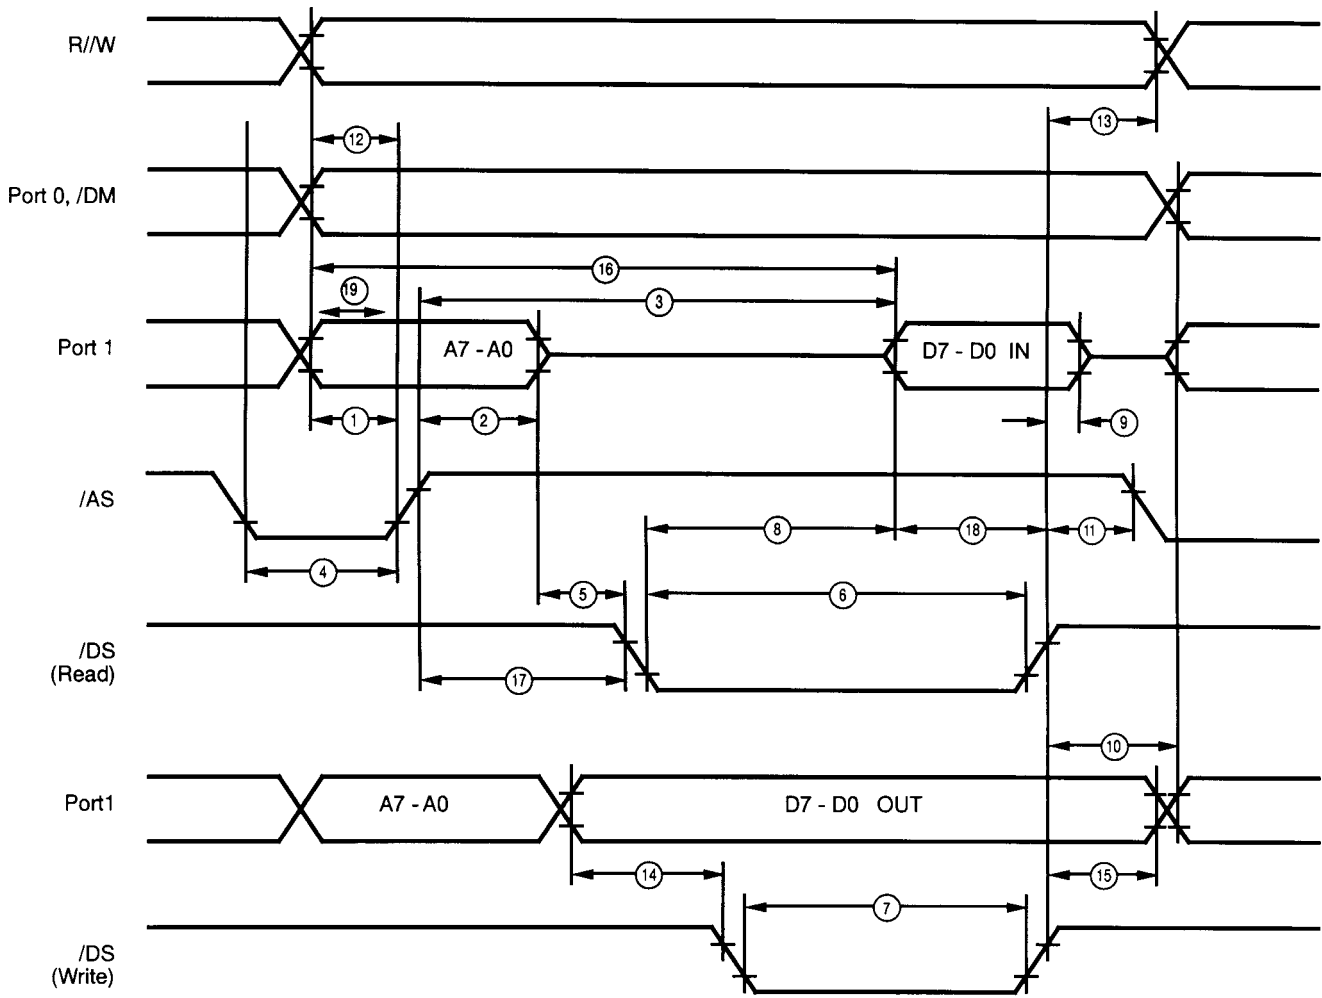 R//W
12
13
Port 0, /DM
16
19
3
Port 1
A7 - A0
D7 - D0 IN
1
2
9
/AS
8
18
11
4
5
6
/DS
(Read)
17
10
Port1
A7 - A0
D7 - D0 OUT
14
15
7
/DS
(Write)